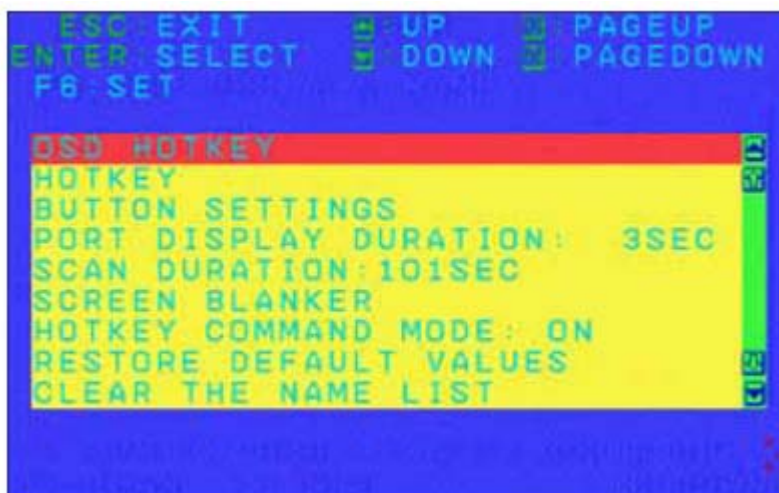 ESC:EXIT :UP :PAGEUP
ENTER:SELECT :DOWN :PAGEDOWN
F6:SET
OSD HOTKEY
HOTKEY
BUTTON SETTINGS
PORT DISPLAY DURATION: 3SEC
SCAN DURATION:101SEC
SCREEN BLANKER
HOTKEY COMMAND MODE: ON
RESTORE DEFAULT VALUES
CLEAR THE NAME LIST